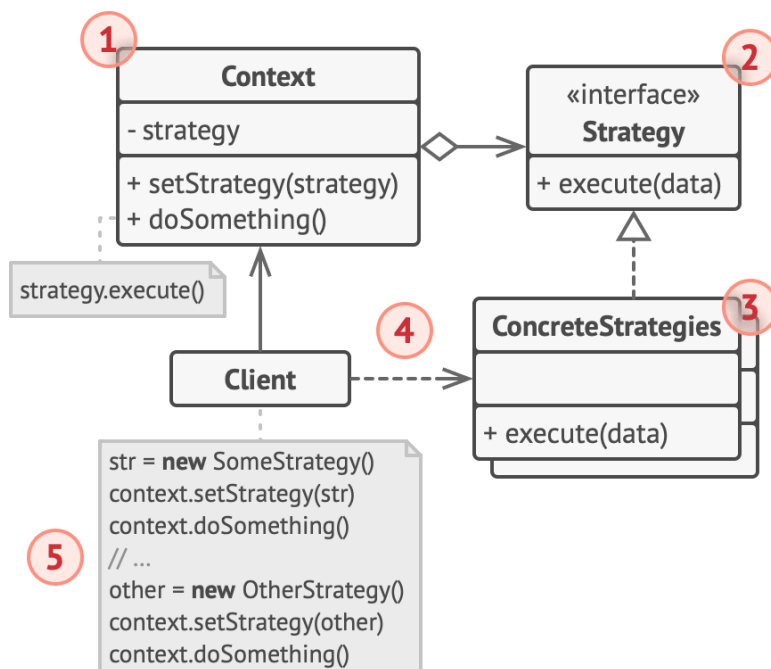 1
Context
- strategy
+ setStrategy(strategy)
+ doSomething()
strategy.execute()
2
«interface»
Strategy
+ execute(data)
3
ConcreteStrategies
+ execute(data)
4
Client
5
str = new SomeStrategy()
context.setStrategy(str)
context.doSomething()
// ...
other = new OtherStrategy()
context.setStrategy(other)
context.doSomething()